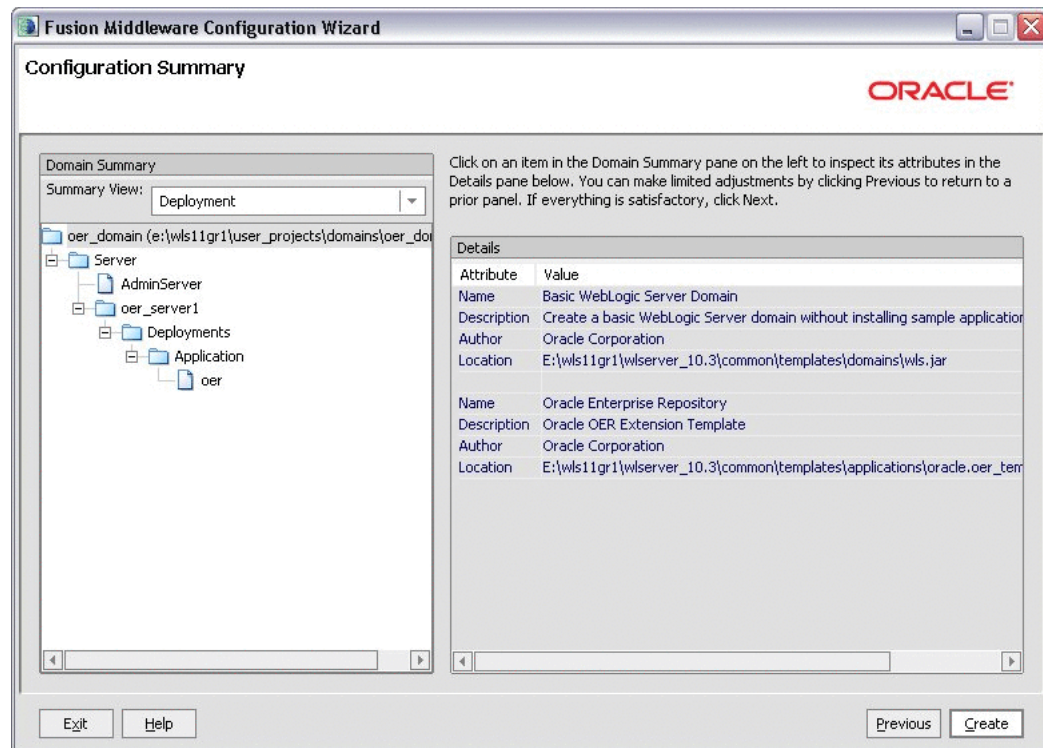 Fusion Middleware Configuration Wizard
Configuration Summary
ORACLE
Domain Summary
Summary View: Deployment
oer_domain (e:\wls11gr1\user_projects\domains\oer_do
Server
AdminServer
oer_server1
Deployments
Application
oer
Click on an item in the Domain Summary pane on the left to inspect its attributes in the
Details pane below. You can make limited adjustments by clicking Previous to return to a
prior panel. If everything is satisfactory, click Next.
Details
Attribute Value
Name Basic WebLogic Server Domain
Description Create a basic WebLogic Server domain without installing sample application
Author Oracle Corporation
Location E:\wls11gr1\wlserver_10.3\common\templates\domains\wls.jar
Name Oracle Enterprise Repository
Description Oracle OER Extension Template
Author Oracle Corporation
Location E:\wls11gr1\wlserver_10.3\common\templates\applications\oracle.oer_tem
Exit Help Previous Create